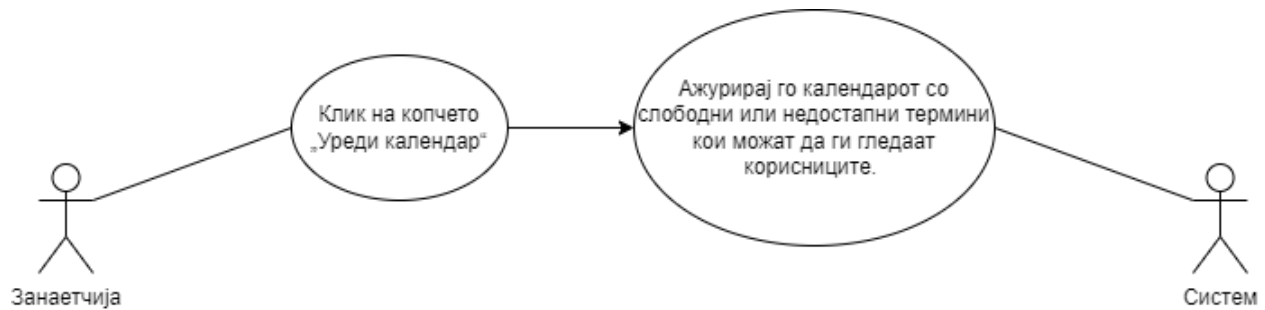 Клик на копчето
„Уреди календар“
Ажурирај го календарот со
слободни или недостапни термини
кои можат да ги гледаат
корисниците.
Занаетчија
Систем